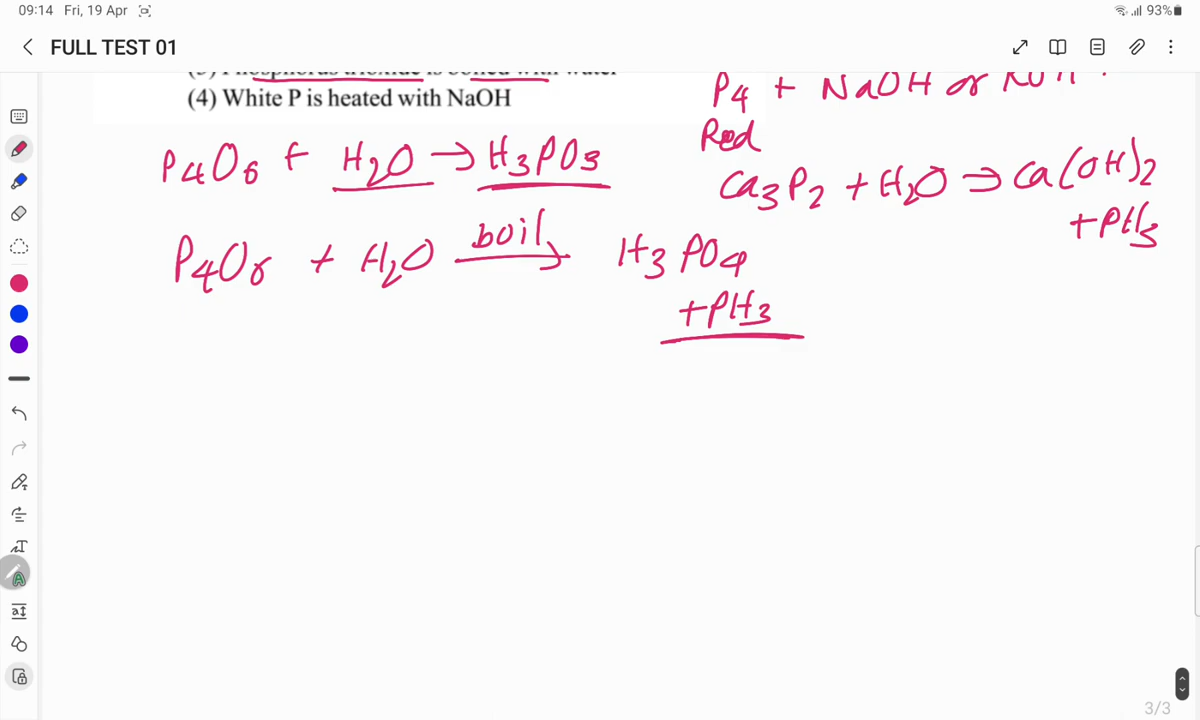 09:14 Fri, 19 Apr
93%
FULL TEST 01
(4) White P is heated with NaOH
P4 + NaOH or KOH
Red
P4O6 + H2O → H3PO3
Ca3P2 + H2O → Ca(OH)2
+PH3
P4O6 + H2O boil → H3PO4
+PH3
3/3